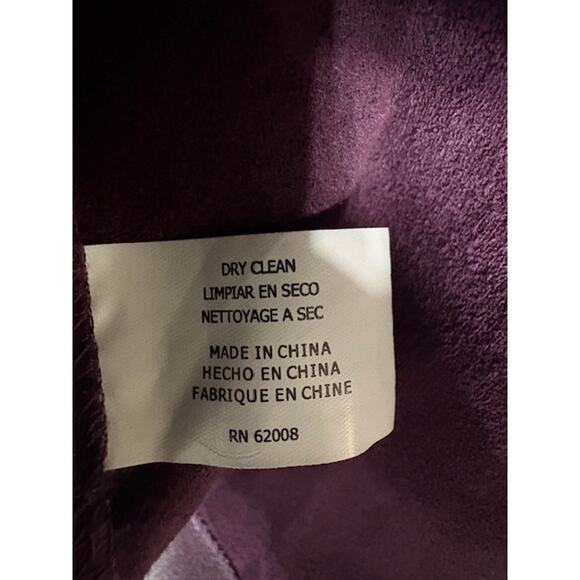 DRY CLEAN
LIMPIAR EN SECO
NETTOYAGE A SEC
MADE IN CHINA
HECHO EN CHINA
FABRIQUE EN CHINE
RN 62008